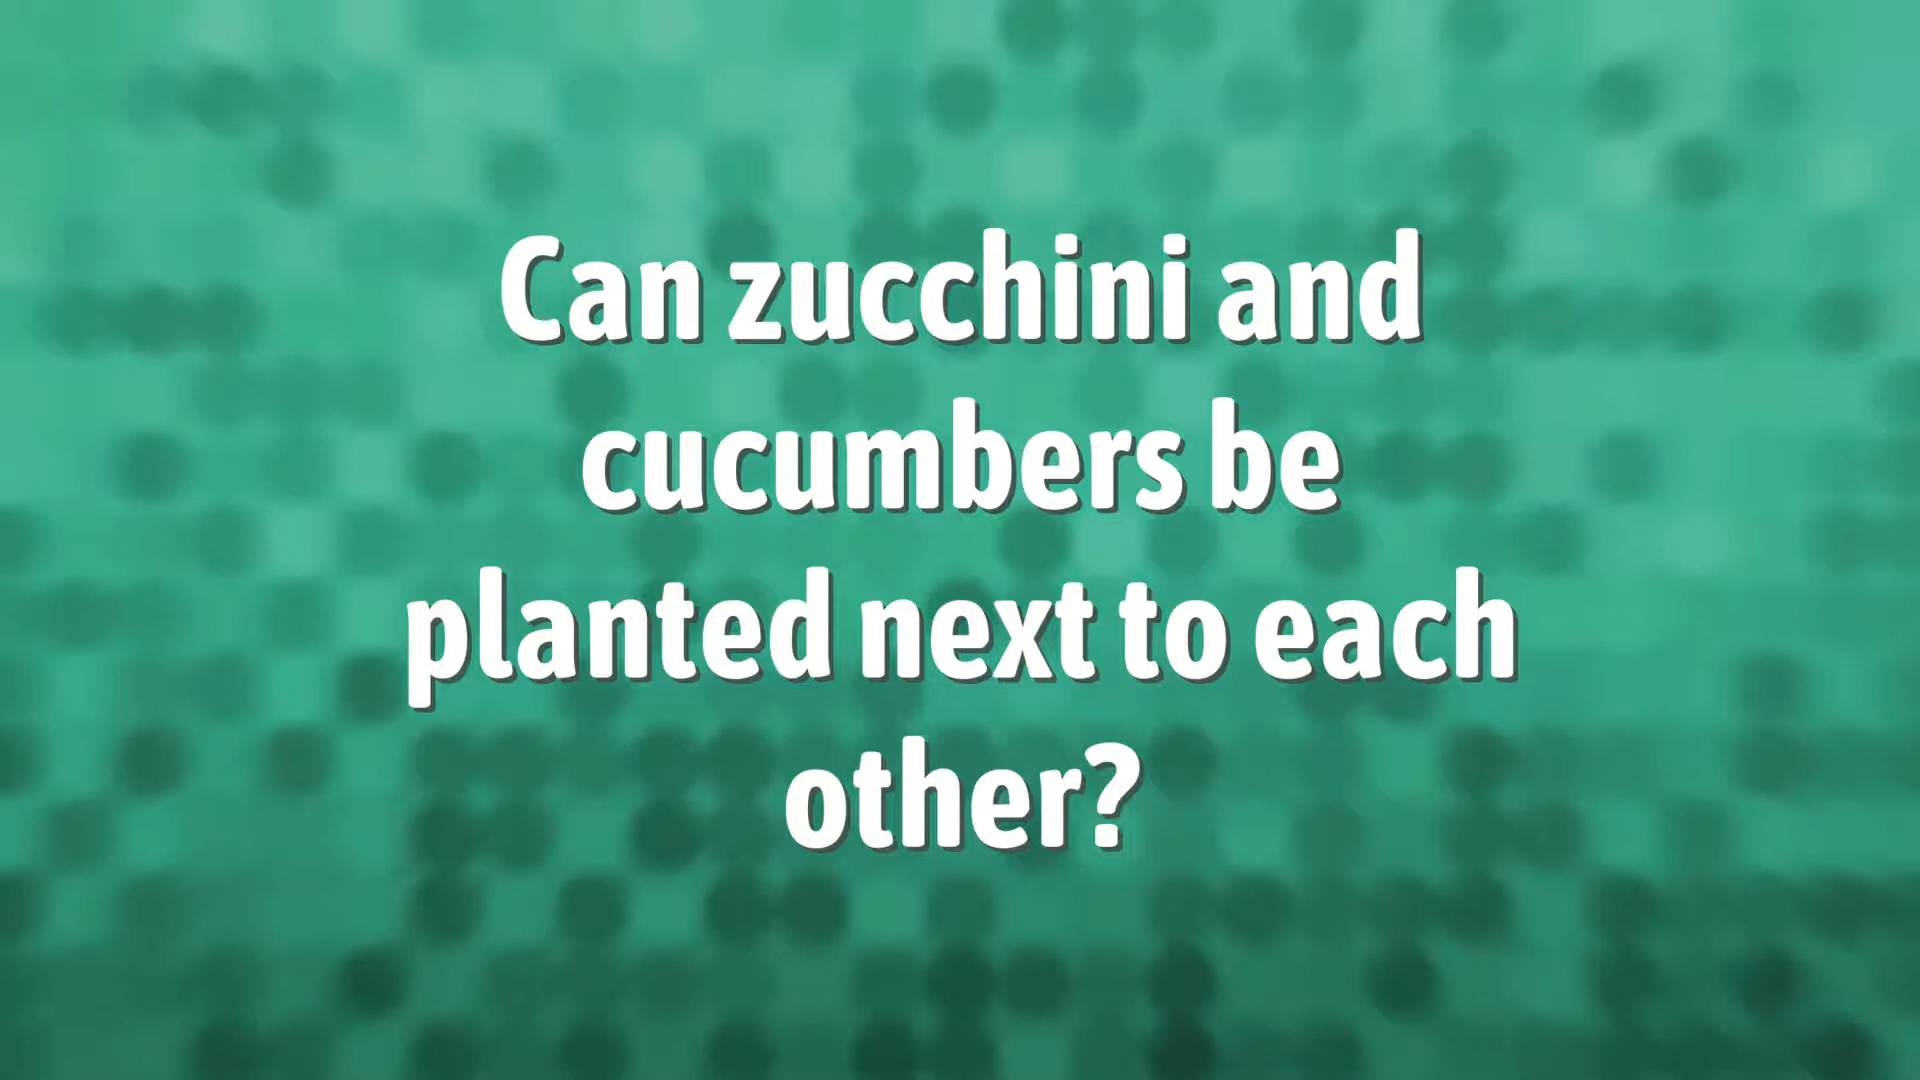 Can zucchini and
cucumbers be
planted next to each
other?